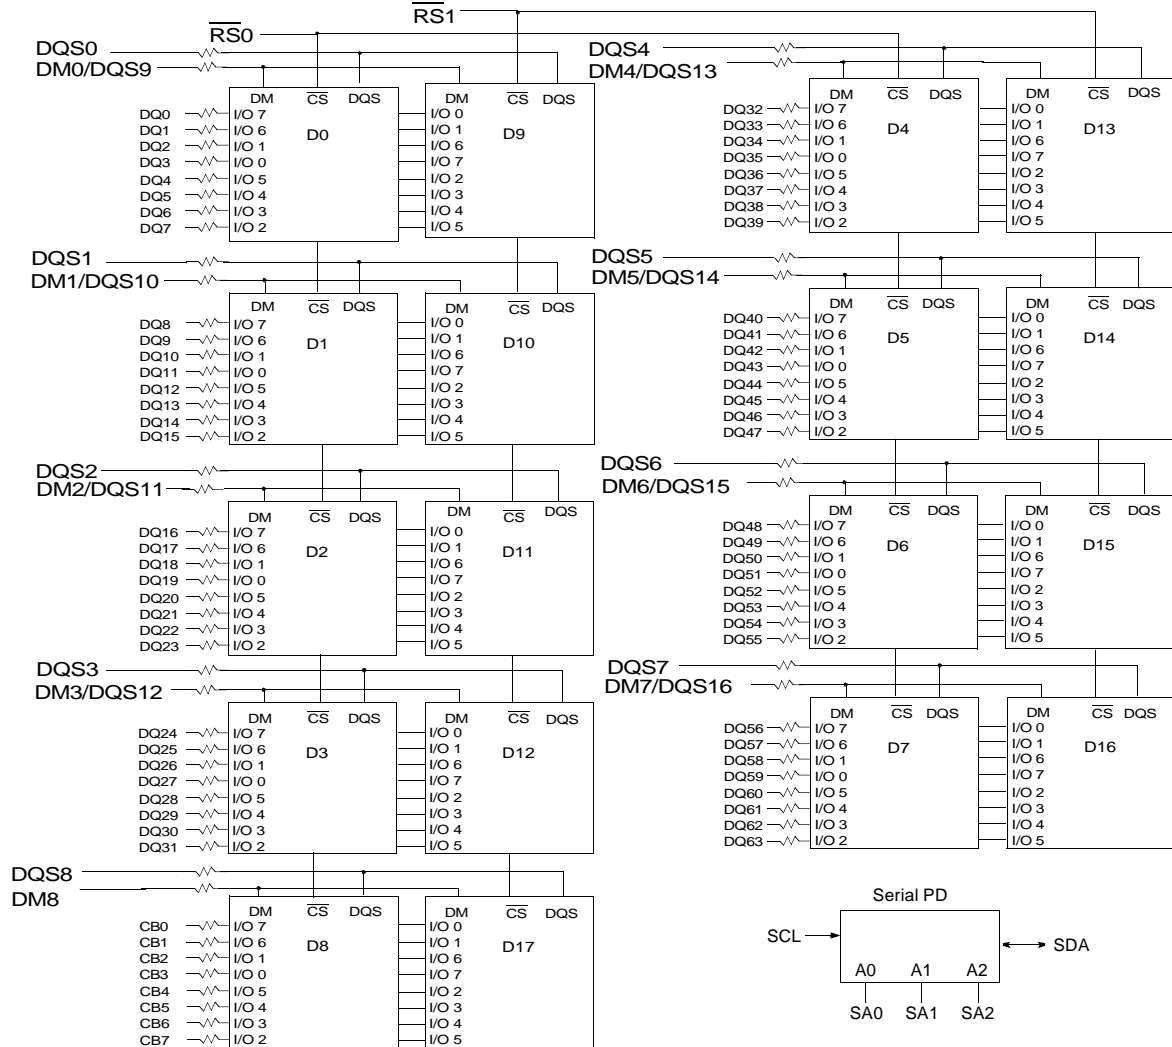 RS1
RS0
DQS0
DM0/DQS9
DM CS DQS DM CS DQS
D0 D9
DQ0 I/O 7 I/O 0
DQ1 I/O 6 I/O 1
DQ2 I/O 1 I/O 6
DQ3 I/O 0 I/O 7
DQ4 I/O 5 I/O 2
DQ5 I/O 4 I/O 3
DQ6 I/O 3 I/O 4
DQ7 I/O 2 I/O 5
DQS1
DM1/DQS10
DM CS DQS DM CS DQS
D1 D10
DQ8 I/O 7 I/O 0
DQ9 I/O 6 I/O 1
DQ10 I/O 1 I/O 6
DQ11 I/O 0 I/O 7
DQ12 I/O 5 I/O 2
DQ13 I/O 4 I/O 3
DQ14 I/O 3 I/O 4
DQ15 I/O 2 I/O 5
DQS2
DM2/DQS11
DM CS DQS DM CS DQS
D2 D11
DQ16 I/O 7 I/O 0
DQ17 I/O 6 I/O 1
DQ18 I/O 1 I/O 6
DQ19 I/O 0 I/O 7
DQ20 I/O 5 I/O 2
DQ21 I/O 4 I/O 3
DQ22 I/O 3 I/O 4
DQ23 I/O 2 I/O 5
DQS3
DM3/DQS12
DM CS DQS DM CS DQS
D3 D12
DQ24 I/O 7 I/O 0
DQ25 I/O 6 I/O 1
DQ26 I/O 1 I/O 6
DQ27 I/O 0 I/O 7
DQ28 I/O 5 I/O 2
DQ29 I/O 4 I/O 3
DQ30 I/O 3 I/O 4
DQ31 I/O 2 I/O 5
DQS8
DM8
DM CS DQS DM CS DQS
D8 D17
CB0 I/O 7 I/O 0
CB1 I/O 6 I/O 1
CB2 I/O 1 I/O 6
CB3 I/O 0 I/O 7
CB4 I/O 5 I/O 2
CB5 I/O 4 I/O 3
CB6 I/O 3 I/O 4
CB7 I/O 2 I/O 5
DQS4
DM4/DQS13
DM CS DQS DM CS DQS
D4 D13
DQ32 I/O 7 I/O 0
DQ33 I/O 6 I/O 1
DQ34 I/O 1 I/O 6
DQ35 I/O 0 I/O 7
DQ36 I/O 5 I/O 2
DQ37 I/O 4 I/O 3
DQ38 I/O 3 I/O 4
DQ39 I/O 2 I/O 5
DQS5
DM5/DQS14
DM CS DQS DM CS DQS
D5 D14
DQ40 I/O 7 I/O 0
DQ41 I/O 6 I/O 1
DQ42 I/O 1 I/O 6
DQ43 I/O 0 I/O 7
DQ44 I/O 5 I/O 2
DQ45 I/O 4 I/O 3
DQ46 I/O 3 I/O 4
DQ47 I/O 2 I/O 5
DQS6
DM6/DQS15
DM CS DQS DM CS DQS
D6 D15
DQ48 I/O 7 I/O 0
DQ49 I/O 6 I/O 1
DQ50 I/O 1 I/O 6
DQ51 I/O 0 I/O 7
DQ52 I/O 5 I/O 2
DQ53 I/O 4 I/O 3
DQ54 I/O 3 I/O 4
DQ55 I/O 2 I/O 5
DQS7
DM7/DQS16
DM CS DQS DM CS DQS
D7 D16
DQ56 I/O 7 I/O 0
DQ57 I/O 6 I/O 1
DQ58 I/O 1 I/O 6
DQ59 I/O 0 I/O 7
DQ60 I/O 5 I/O 2
DQ61 I/O 4 I/O 3
DQ62 I/O 3 I/O 4
DQ63 I/O 2 I/O 5
Serial PD
SCL SDA
A0 A1 A2
SA0 SA1 SA2